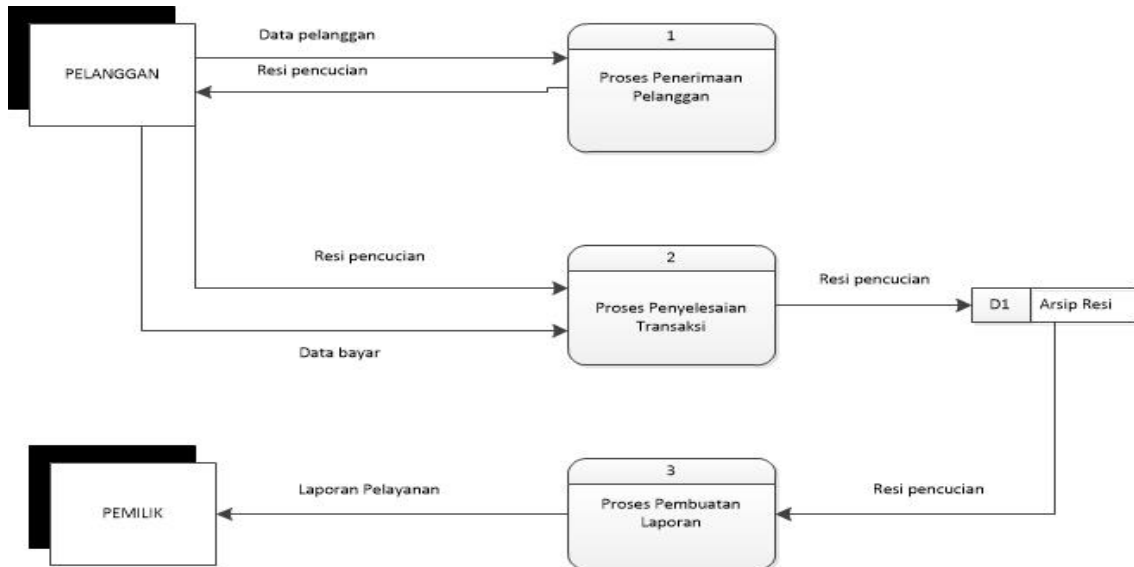 Data pelanggan
1
PELANGGAN
Resi pencucian
Proses Penerimaan
Pelanggan
Resi pencucian
2
Resi pencucian
Proses Penyelesaian
Transaksi
D1
Arsip Resi
Data bayar
3
Laporan Pelayanan
Resi pencucian
PEMILIK
Proses Pembuatan
Laporan